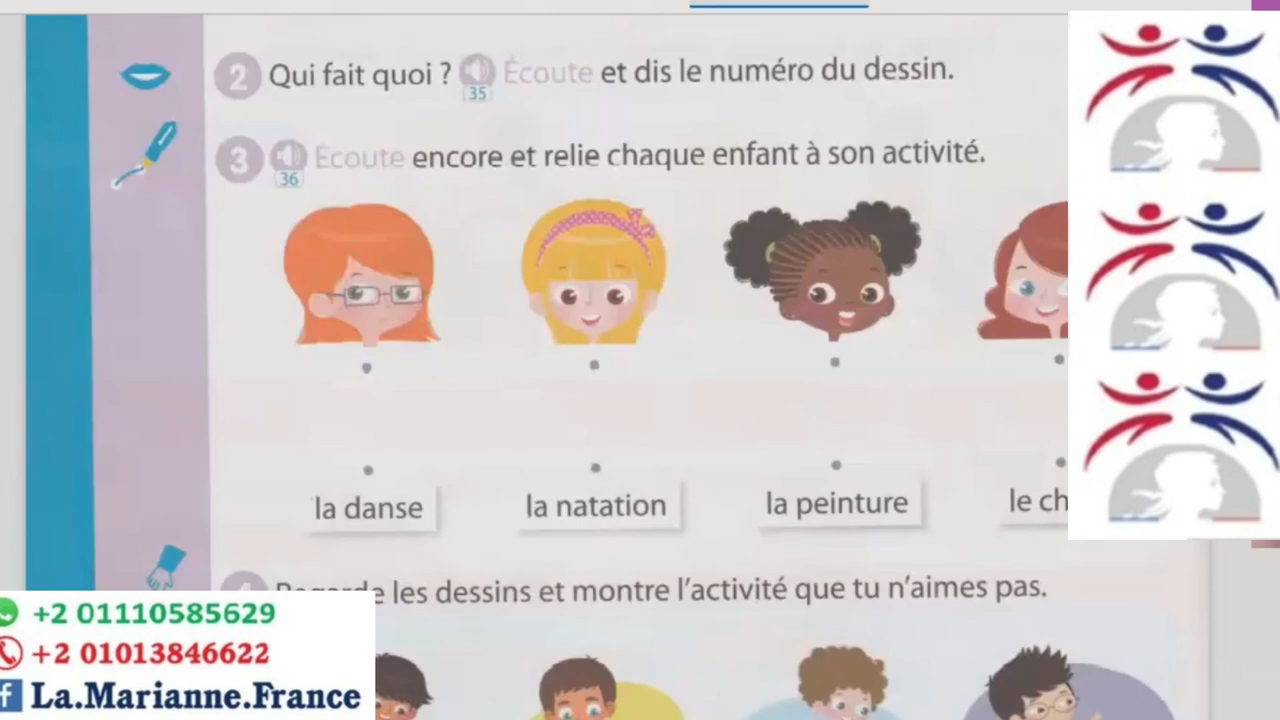 2 Qui fait quoi ? Écoute et dis le numéro du dessin.
35
3 Écoute encore et relie chaque enfant à son activité.
36
la danse
la natation
la peinture
le ch
les dessins et montre l'activité que tu n'aimes pas.
+2 01110585629
+2 01013846622
La.Marianne.France